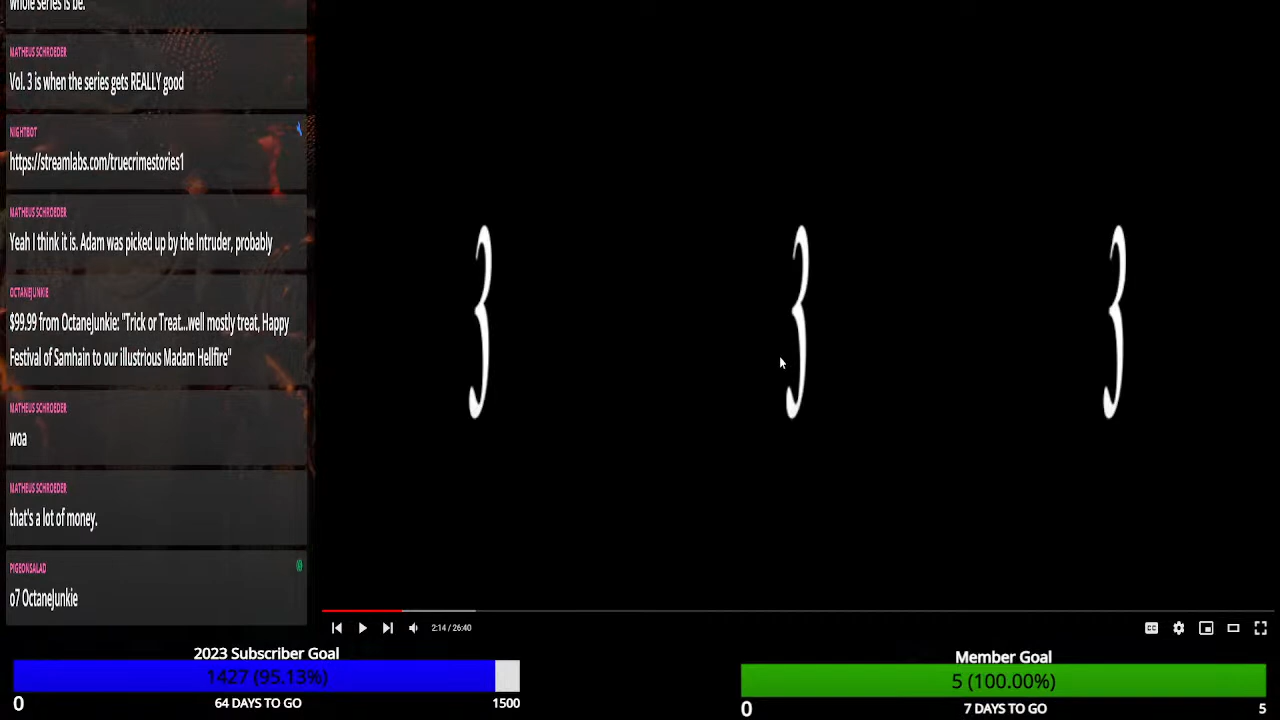 whole series is be.
MATHEUS SCHROEDER
Vol. 3 is when the series gets REALLY good
NIGHTBOT
https://streamlabs.com/truecrimestories1
MATHEUS SCHROEDER
Yeah I think it is. Adam was picked up by the Intruder, probably
OCTANEJUNKIE
$99.99 from OctaneJunkie: "Trick or Treat...well mostly treat, Happy
Festival of Samhain to our illustrious Madam Hellfire"
MATHEUS SCHROEDER
woa
MATHEUS SCHROEDER
that's a lot of money.
PIGEONSALAD
o7 OctaneJunkie
3 3 3
2:14 / 26:40
CC
2023 Subscriber Goal
1427 (95.13%)
0 64 DAYS TO GO 1500
Member Goal
5 (100.00%)
0 7 DAYS TO GO 5